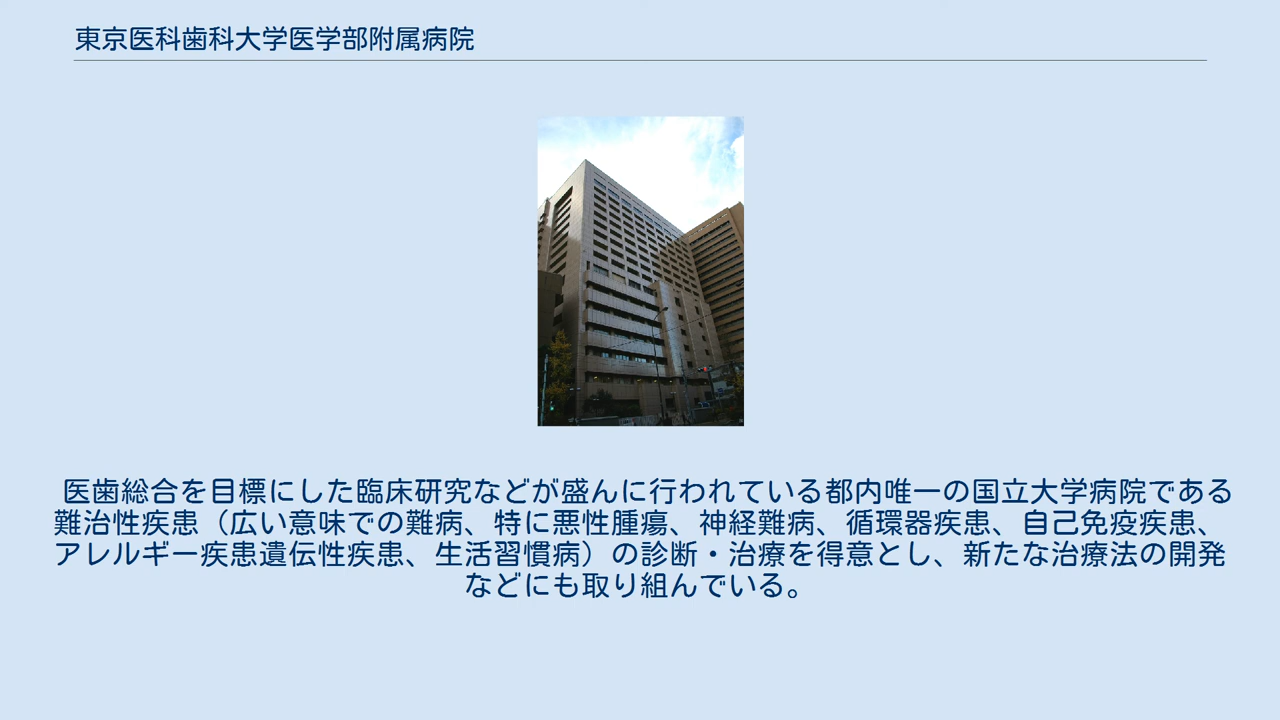 東京医科歯科大学医学部附属病院
医歯総合を目標にした臨床研究などが盛んに行われている都内唯一の国立大学病院である
難治性疾患（広い意味での難病、特に悪性腫瘍、神経難病、循環器疾患、自己免疫疾患、
アレルギー疾患遺伝性疾患、生活習慣病）の診断・治療を得意とし、新たな治療法の開発
などにも取り組んでいる。